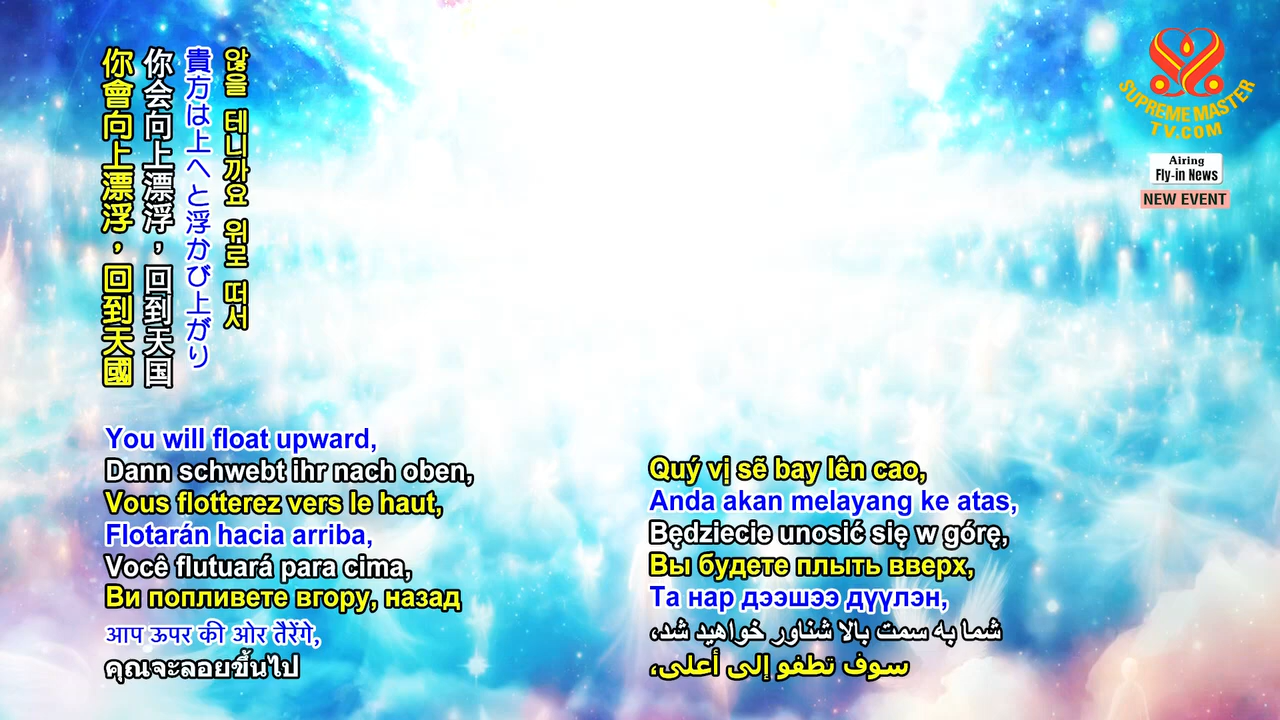 않을 테니까요 위로 떠서
貴方は上へと浮かび上がり
你会向上漂浮，回到天国
你會向上漂浮，回到天國
SUPREME MASTER
TV.COM
Airing
Fly-in News
NEW EVENT
You will float upward,
Dann schwebt ihr nach oben,
Vous flotterez vers le haut,
Flotarán hacia arriba,
Você flutuará para cima,
Ви попливете вгору, назад
आप ऊपर की ओर तैरेंगे,
คุณจะลอยขึ้นไป
Quý vị sẽ bay lên cao,
Anda akan melayang ke atas,
Będziecie unosić się w górę,
Вы будете плыть вверх,
Та нар дээшээ дүүлэн,
شما به سمت بالا شناور خواهید شد،
سوف تطفو إلى أعلى،